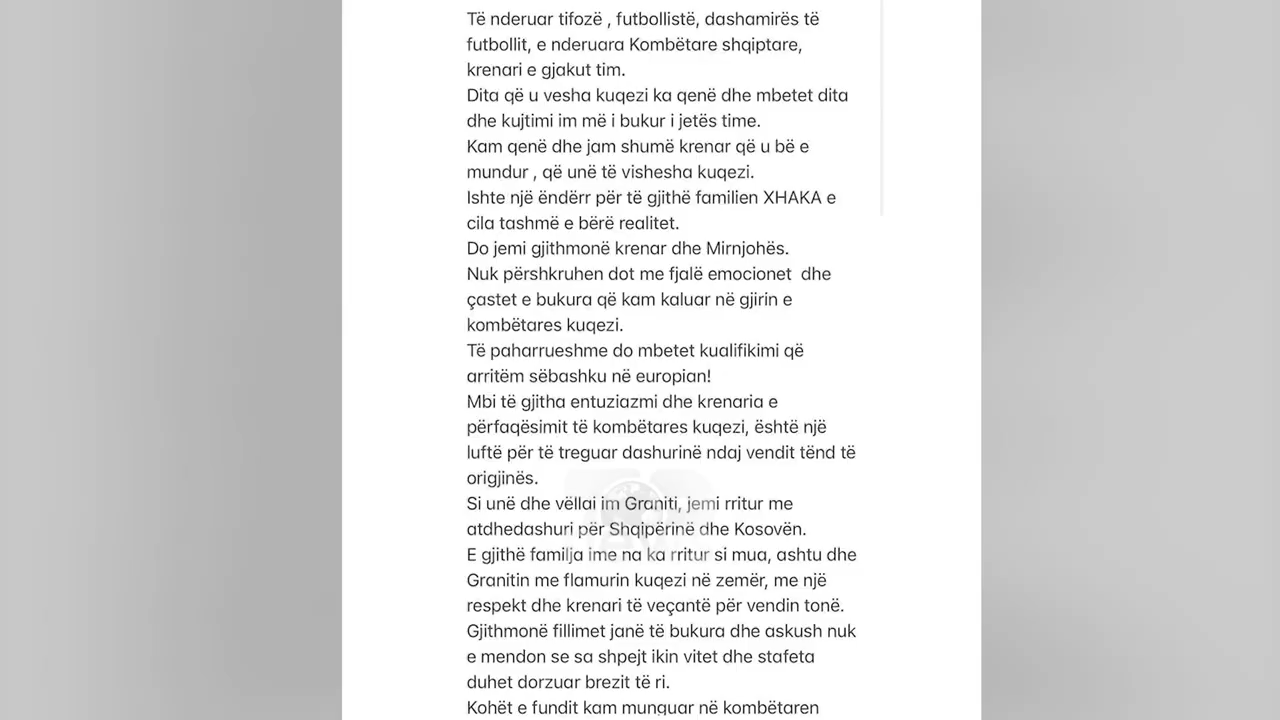 Të nderuar tifozë , futbollistë, dashamirës të
futbollit, e nderuara Kombëtare shqiptare,
krenari e gjakut tim.
Dita që u vesha kuqezi ka qenë dhe mbetet dita
dhe kujtimi im më i bukur i jetës time.
Kam qenë dhe jam shumë krenar që u bë e
mundur , që unë të vishesha kuqezi.
Ishte një ëndërr për të gjithë familien XHAKA e
cila tashmë e bërë realitet.
Do jemi gjithmonë krenar dhe Mirnjohës.
Nuk përshkruhen dot me fjalë emocionet  dhe
çastet e bukura që kam kaluar në gjirin e
kombëtares kuqezi.
Të paharrueshme do mbetet kualifikimi që
arritëm sëbashku në europian!
Mbi të gjitha entuziazmi dhe krenaria e
përfaqësimit të kombëtares kuqezi, është një
luftë për të treguar dashurinë ndaj vendit tënd të
origjinës.
Si unë dhe vëllai im Graniti, jemi rritur me
atdhedashuri për Shqipërinë dhe Kosovën.
E gjithë familja ime na ka rritur si mua, ashtu dhe
Granitin me flamurin kuqezi në zemër, me një
respekt dhe krenari të veçantë për vendin tonë.
Gjithmonë fillimet janë të bukura dhe askush nuk
e mendon se sa shpejt ikin vitet dhe stafeta
duhet dorzuar brezit të ri.
Kohët e fundit kam munguar në kombëtaren